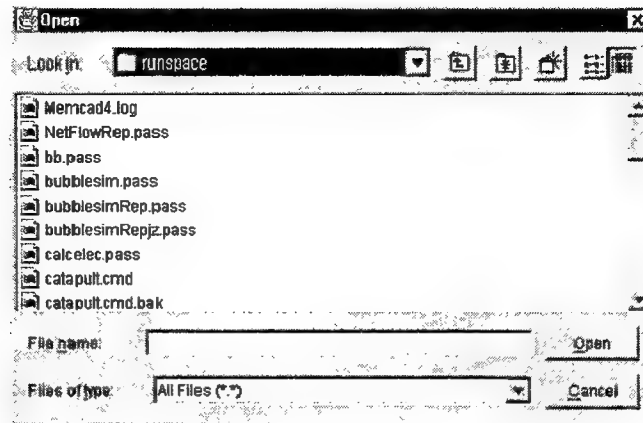 Open
Look in: runspace
Memcad4.log
NetFlowRep.pass
bb.pass
bubblesim.pass
bubblesimRep.pass
bubblesimRepjz.pass
calcelec.pass
catapult.cmd
catapult.cmd.bak
File name: Open
Files of type: All Files (*.*) Cancel